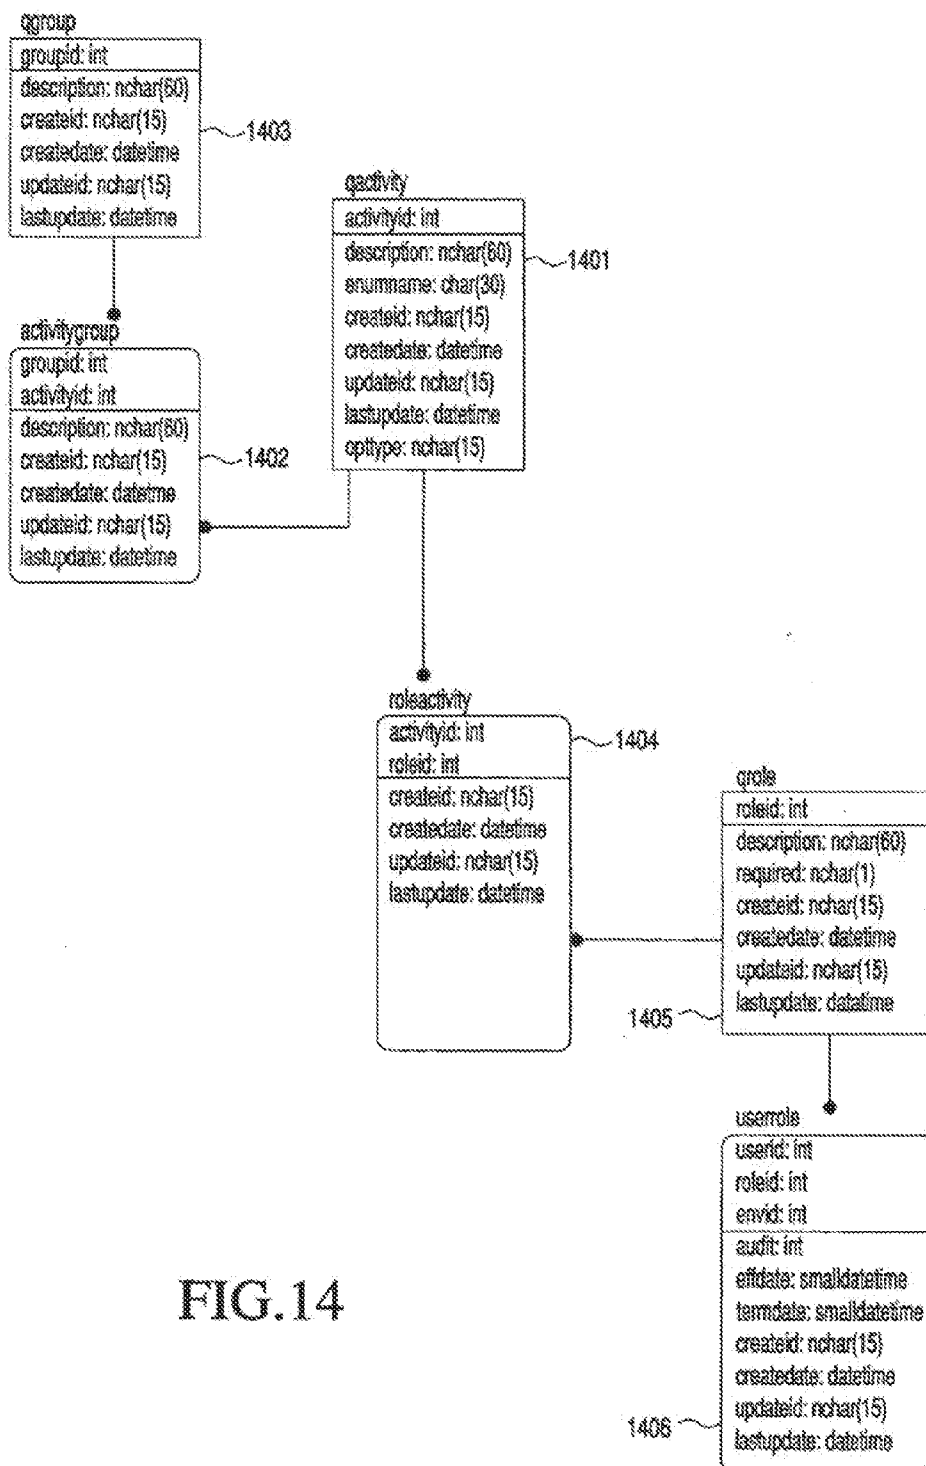 qgroup
groupid: int
description: nchar(60)
createid: nchar(15)
createdate: datetime
updateid: nchar(15)
lastupdate: datetime
1403
qactivity
activityid: int
description: nchar(60)
enumname: char(30)
createid: nchar(15)
createdate: datetime
updateid: nchar(15)
lastupdate: datetime
opttype: nchar(15)
1401
activitygroup
groupid: int
activityid: int
description: nchar(60)
createid: nchar(15)
createdate: datetime
updateid: nchar(15)
lastupdate: datetime
1402
roleactivity
activityid: int
roleid: int
createid: nchar(15)
createdate: datetime
updateid: nchar(15)
lastupdate: datetime
1404
qrole
roleid: int
description: nchar(60)
required: nchar(1)
createid: nchar(15)
createdate: datetime
updateid: nchar(15)
lastupdate: datatime
1405
userrole
userid: int
roleid: int
envid: int
audit: int
effdate: smalldatetime
termdate: smalldatetime
createid: nchar(15)
createdate: datetime
updateid: nchar(15)
lastupdate: datetime
1406
FIG.14